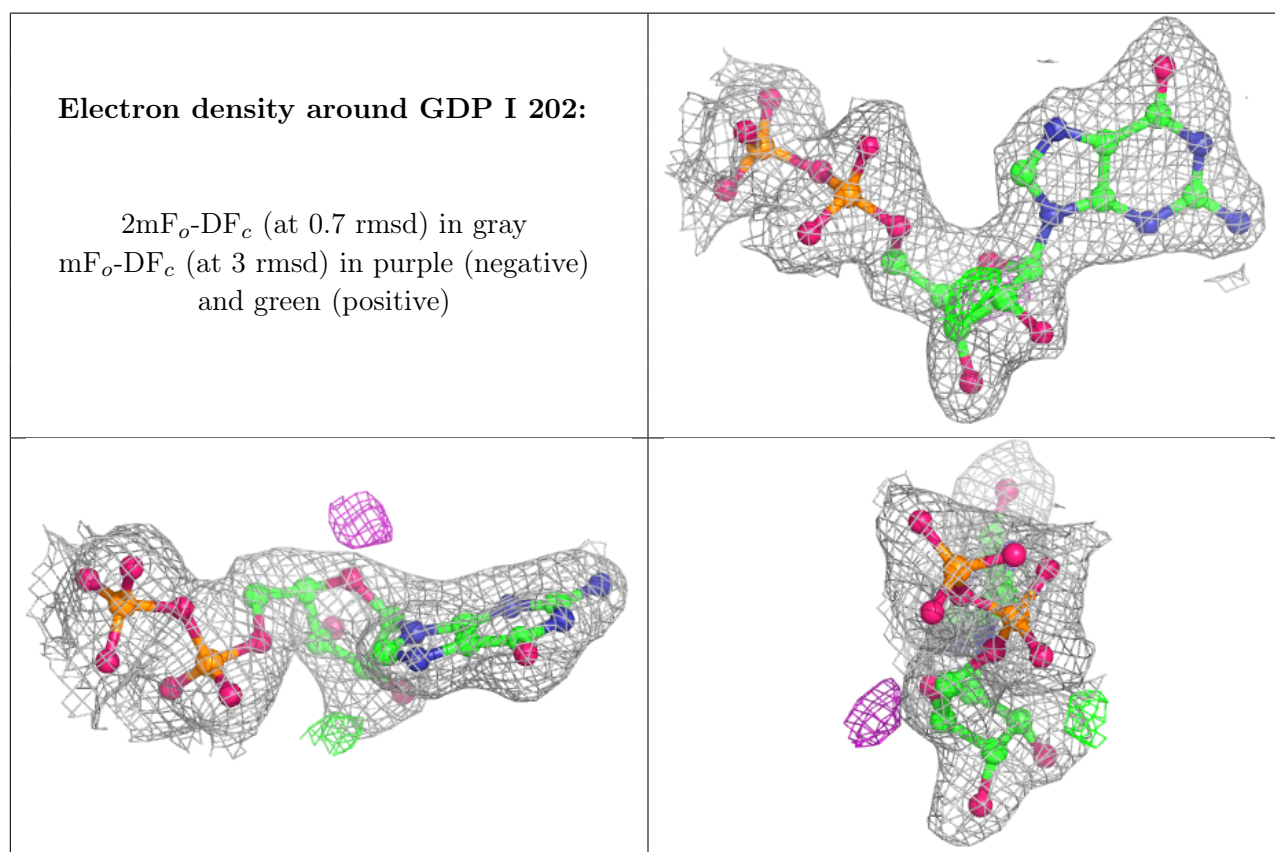 Electron density around GDP I 202:
2mFo-DFc (at 0.7 rmsd) in gray
mFo-DFc (at 3 rmsd) in purple (negative)
and green (positive)